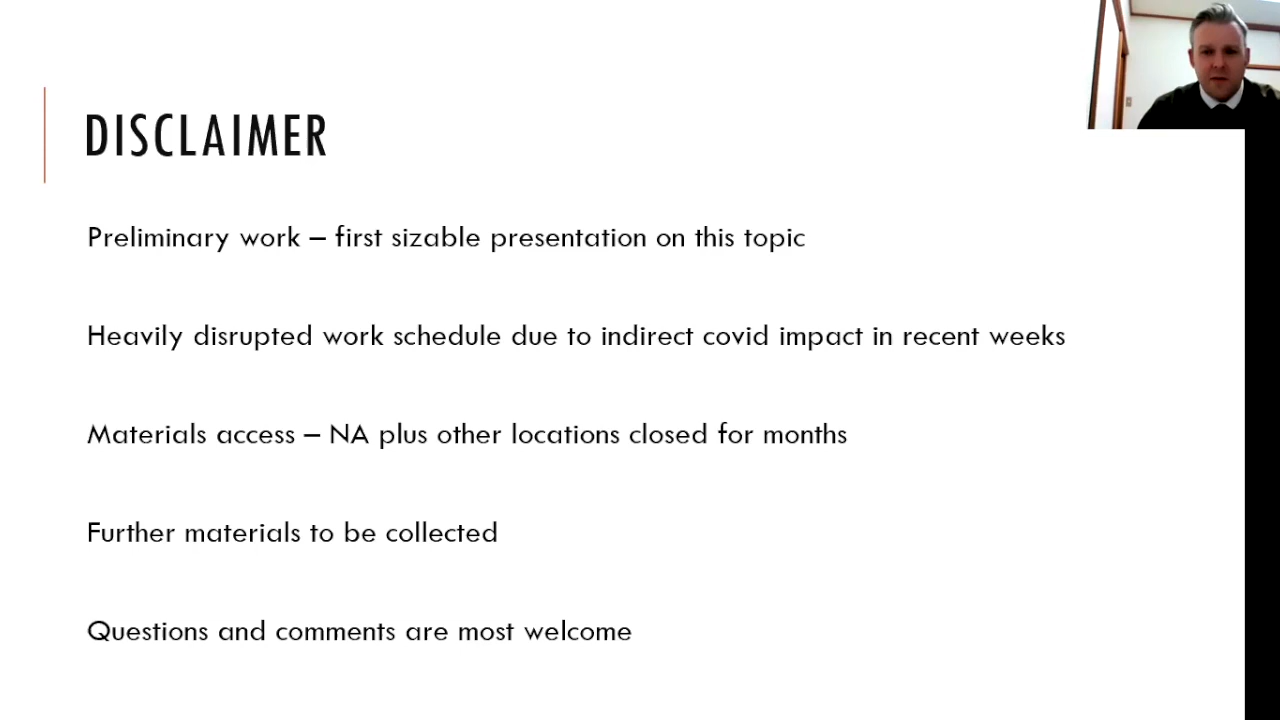 DISCLAIMER
Preliminary work – first sizable presentation on this topic
Heavily disrupted work schedule due to indirect covid impact in recent weeks
Materials access – NA plus other locations closed for months
Further materials to be collected
Questions and comments are most welcome